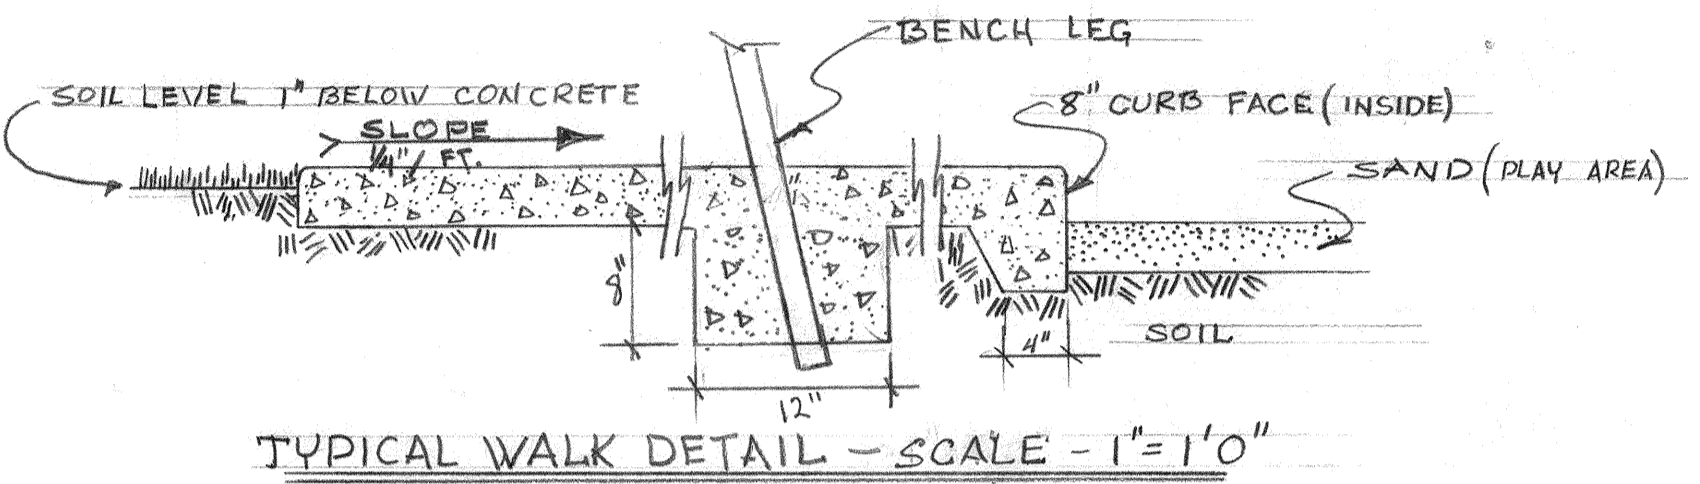 BENCH LEG
SOIL LEVEL 1" BELOW CONCRETE
8" CURB FACE (INSIDE)
SLOPE
1/4" / FT.
SAND (PLAY AREA)
8"
4"
SOIL
12"
TYPICAL WALK DETAIL - SCALE - 1" = 1'0"